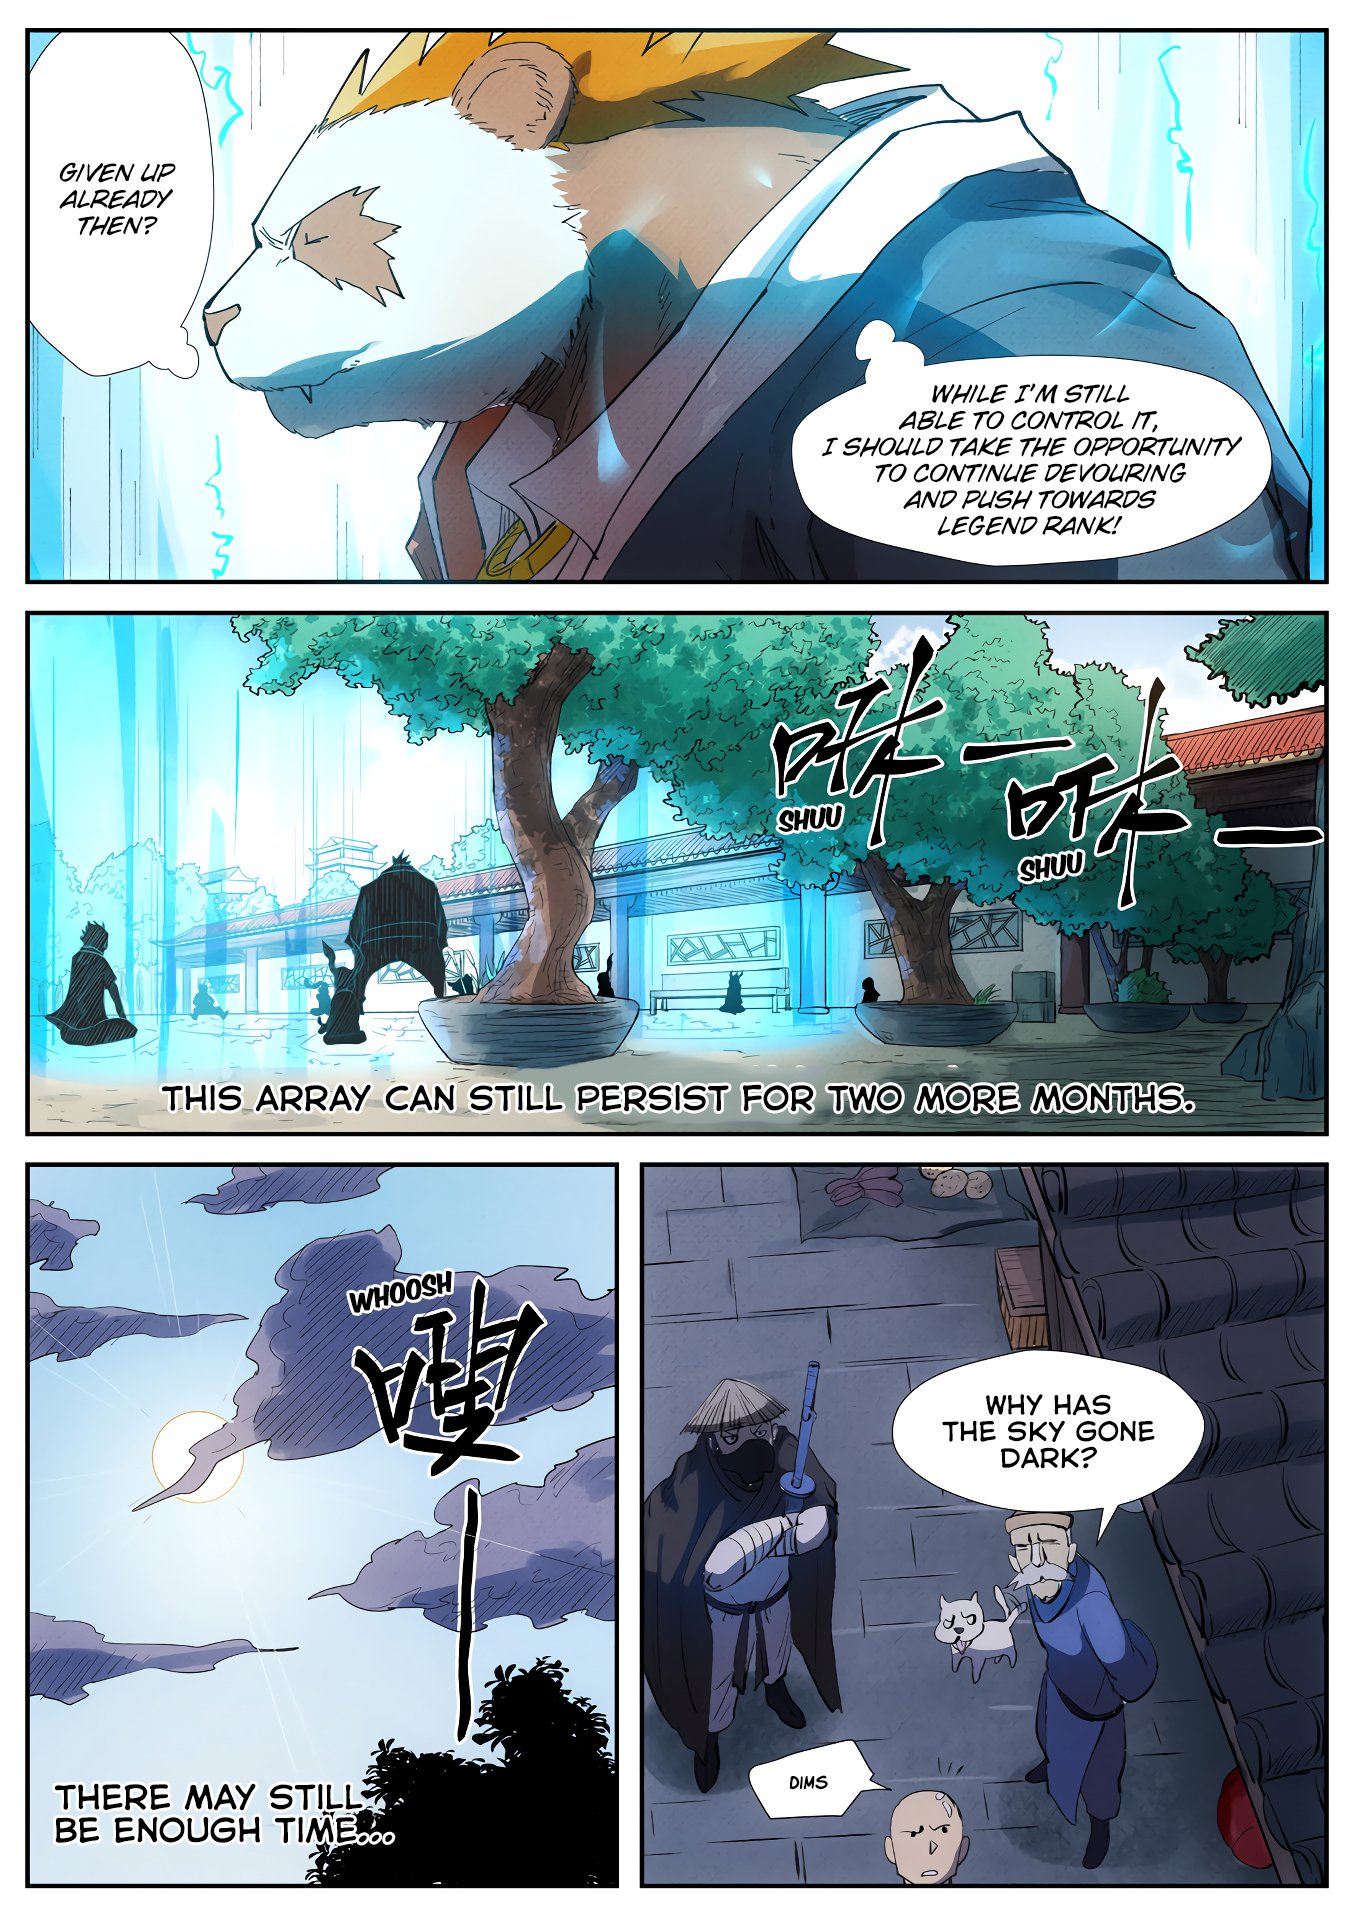 GIVEN UP
ALREADY
THEN?
WHILE I'M STILL
ABLE TO CONTROL IT,
I SHOULD TAKE THE OPPORTUNITY
TO CONTINUE DEVOURING
AND PUSH TOWARDS
LEGEND RANK!
咻—
SHUU
咻—
SHUU
THIS ARRAY CAN STILL PERSIST FOR TWO MORE MONTHS.
WHOOSH
嗖—
THERE MAY STILL
BE ENOUGH TIME...
WHY HAS
THE SKY GONE
DARK?
DIMS